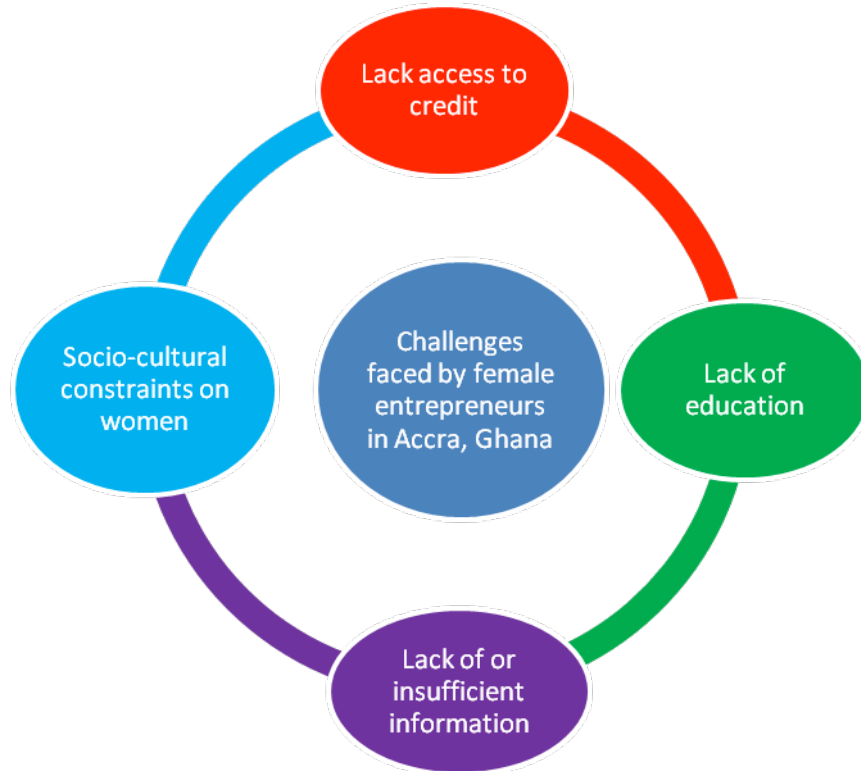 Lack access to
credit
Socio-cultural
constraints on
women
Challenges
faced by female
entrepreneurs
in Accra, Ghana
Lack of
education
Lack of or
insufficient
information